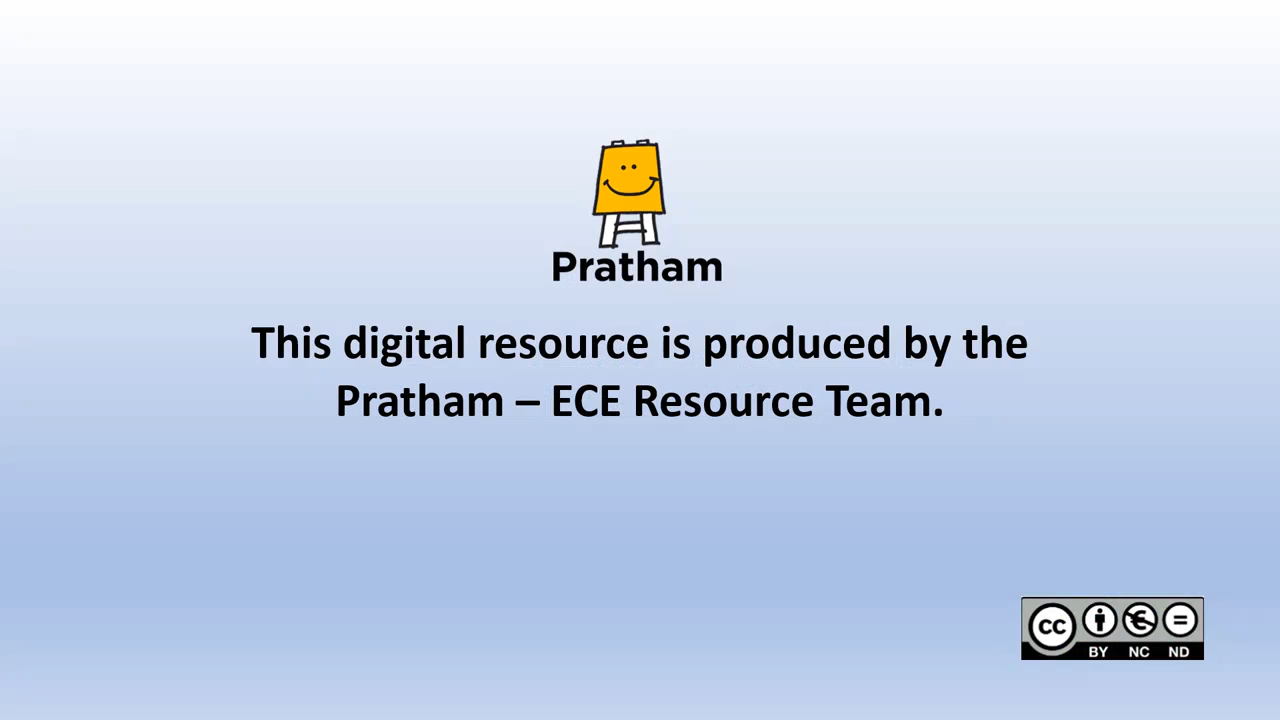 Pratham
This digital resource is produced by the
Pratham – ECE Resource Team.
CC
BY NC ND